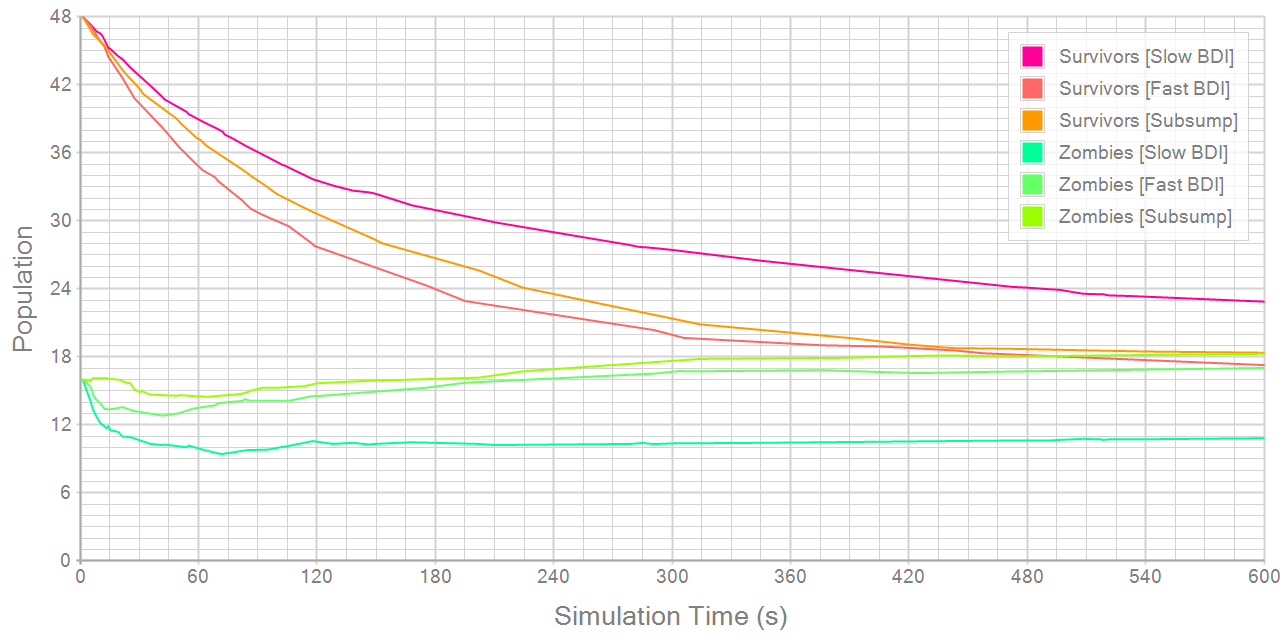 48
42
36
30
24
18
12
6
0
Population
Survivors [Slow BDI]
Survivors [Fast BDI]
Survivors [Subsump]
Zombies [Slow BDI]
Zombies [Fast BDI]
Zombies [Subsump]
0 60 120 180 240 300 360 420 480 540 600
Simulation Time (s)